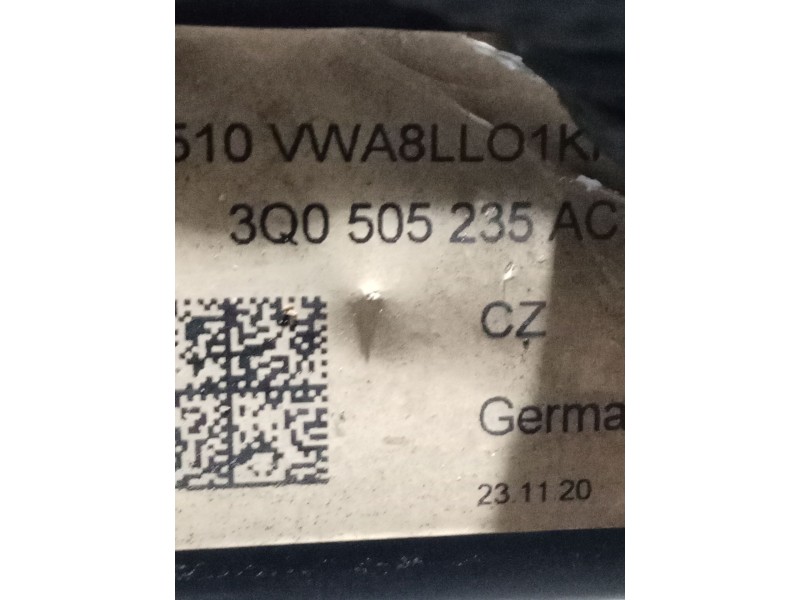 510 VWA8LLO1K
3Q0 505 235 AC
CZ
Germa
23.11.20